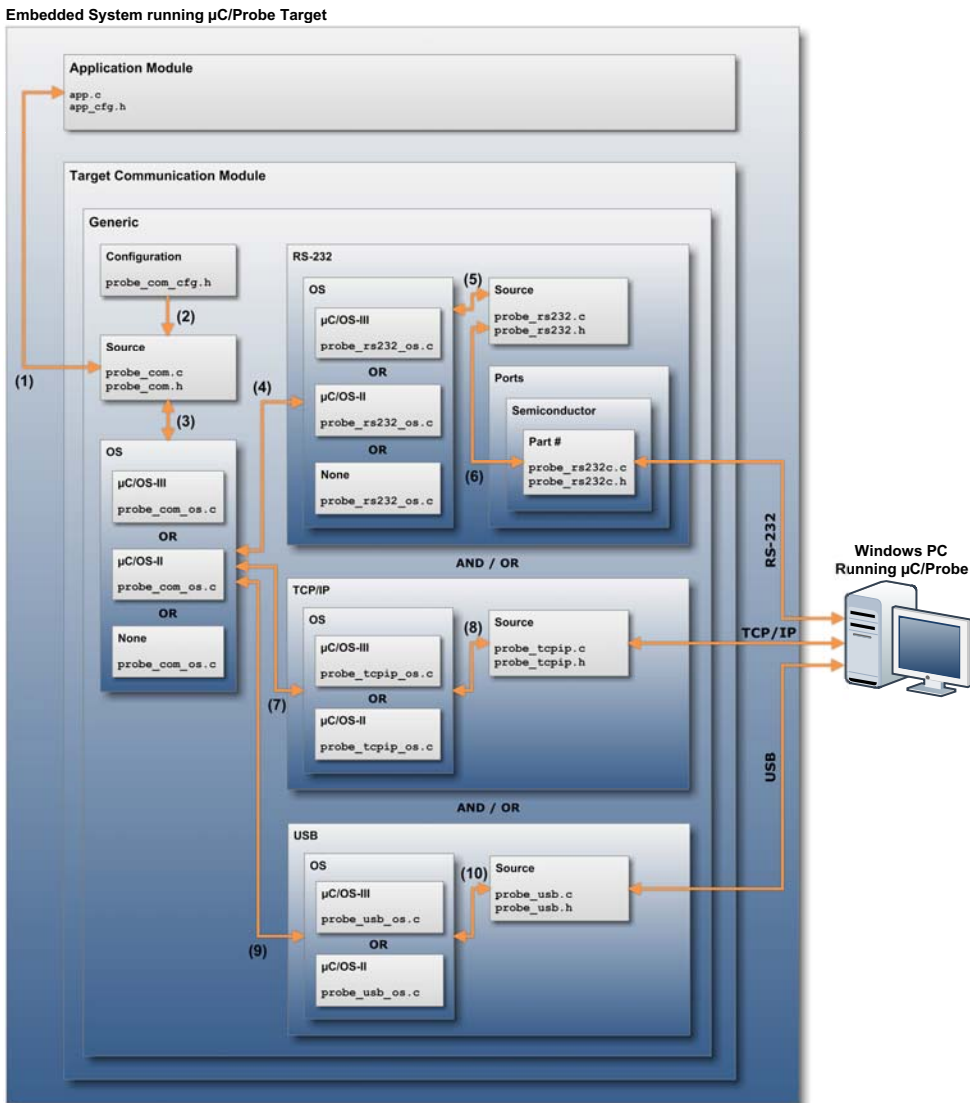 Embedded System running µC/Probe Target
Application Module
app.c
app_cfg.h
Target Communication Module
Generic
Configuration
probe_com_cfg.h
(2)
Source
probe_com.c
probe_com.h
(1)
(3)
OS
µC/OS-III
probe_com_os.c
OR
µC/OS-II
probe_com_os.c
OR
None
probe_com_os.c
(4)
RS-232
OS
µC/OS-III
probe_rs232_os.c
OR
µC/OS-II
probe_rs232_os.c
OR
None
probe_rs232_os.c
(5)
Source
probe_rs232.c
probe_rs232.h
Ports
Semiconductor
Part #
probe_rs232c.c
probe_rs232c.h
(6)
AND / OR
TCP/IP
OS
µC/OS-III
probe_tcpip_os.c
OR
µC/OS-II
probe_tcpip_os.c
(7)
(8)
Source
probe_tcpip.c
probe_tcpip.h
AND / OR
USB
OS
µC/OS-III
probe_usb_os.c
OR
µC/OS-II
probe_usb_os.c
(9)
(10)
Source
probe_usb.c
probe_usb.h
RS-232
TCP/IP
USB
Windows PC
Running µC/Probe